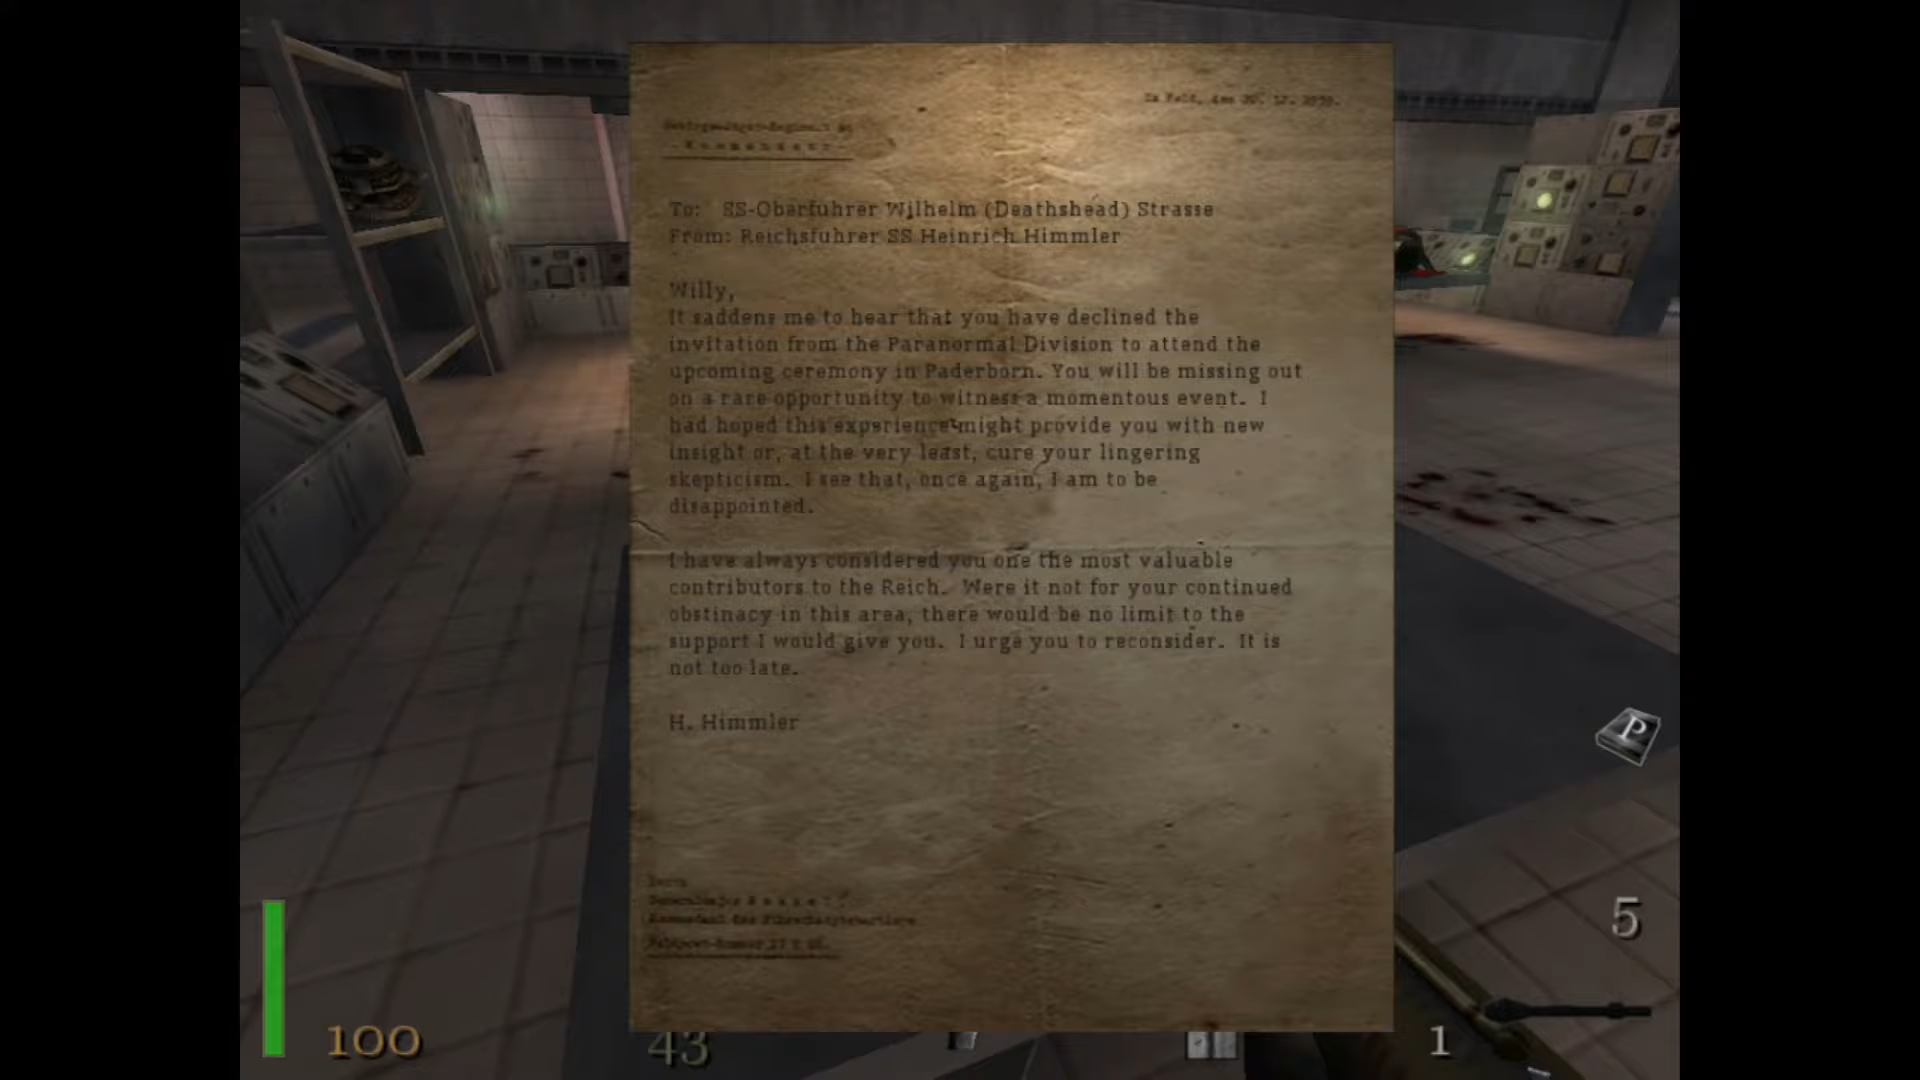 To: SS-Oberfuhrer Wilhelm (Deathshead) Strasse
From: Reichsfuhrer SS Heinrich Himmler
Willy,
It saddens me to hear that you have declined the
invitation from the Paranormal Division to attend the
upcoming ceremony in Paderborn. You will be missing out
on a rare opportunity to witness a momentous event. I
had hoped this experience might provide you with new
insight or, at the very least, cure your lingering
skepticism. I see that, once again, I am to be
disappointed.
I have always considered you one the most valuable
contributors to the Reich. Were it not for your continued
obstinacy in this area, there would be no limit to the
support I would give you. I urge you to reconsider. It is
not too late.
H. Himmler
P
5
100
43
1